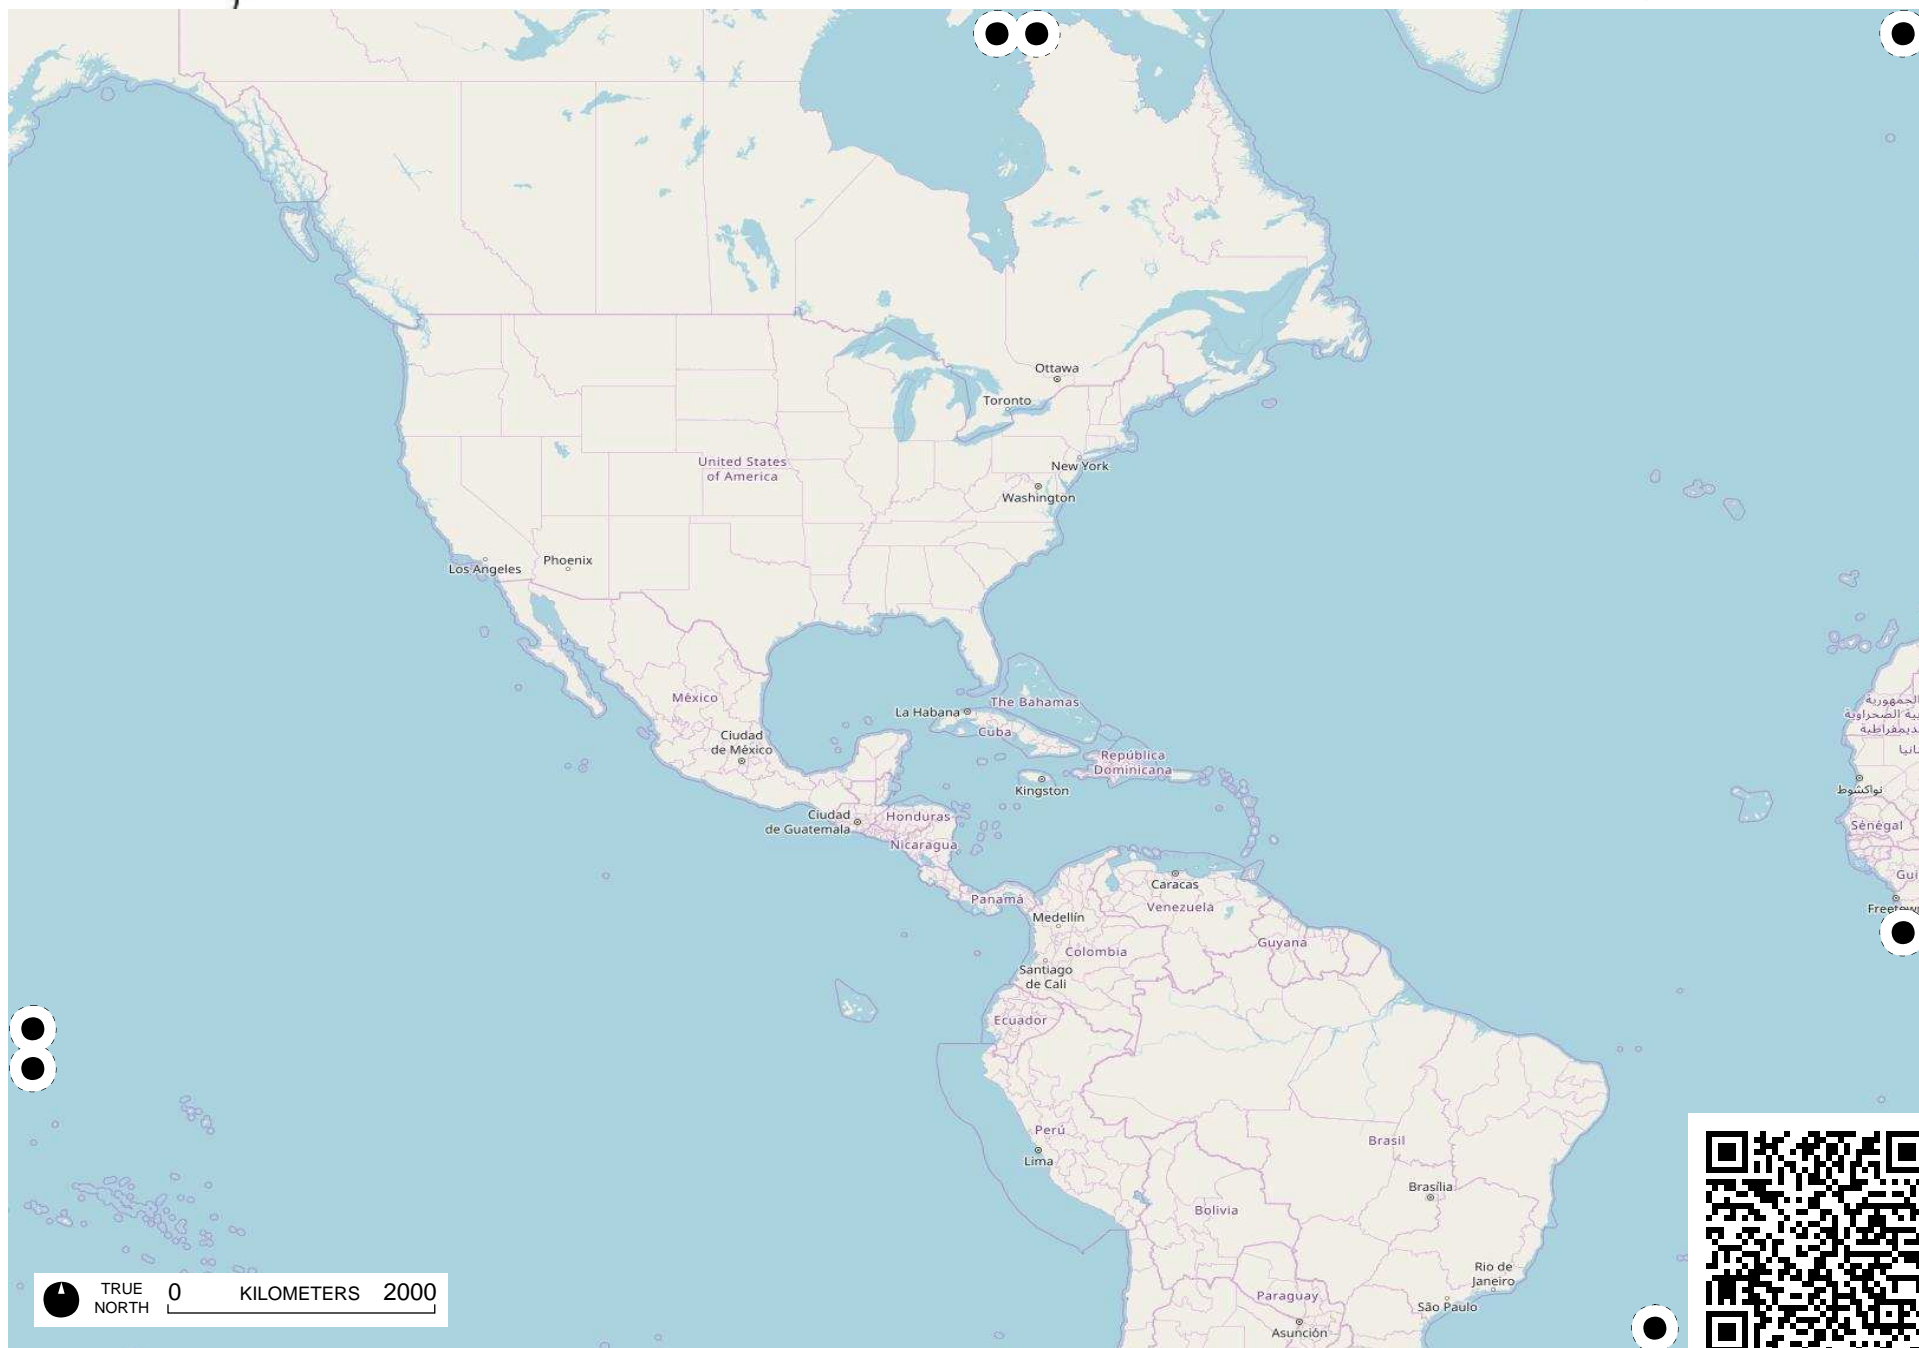 Ottawa
Toronto
New York
Washington
United States
of America
Los Angeles
Phoenix
México
Ciudad
de México
La Habana
The Bahamas
Cuba
República
Dominicana
Kingston
Ciudad
de Guatemala
Honduras
Nicaragua
نواكشوط
Sénégal
Gui
Freetow
Panamá
Caracas
Venezuela
Medellín
Colombia
Guyana
Santiago
de Cali
Ecuador
Perú
Lima
Brasil
Brasília
Bolivia
Rio de
Janeiro
São Paulo
Paraguay
Asunción
TRUE
NORTH
0 KILOMETERS 2000